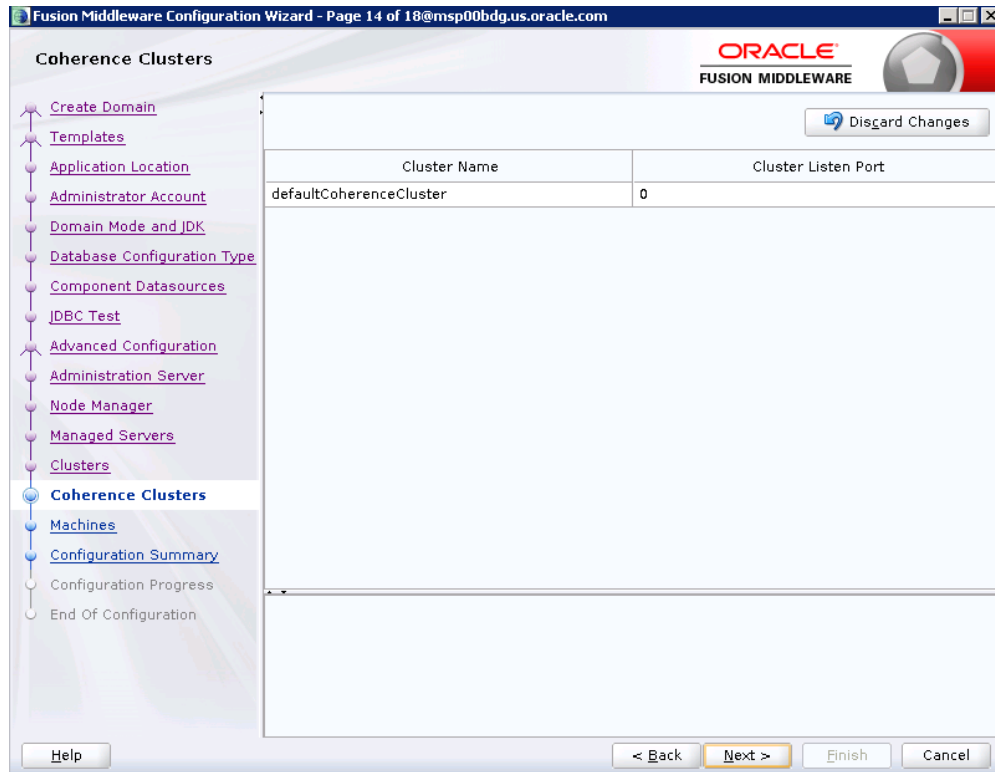 Fusion Middleware Configuration Wizard - Page 14 of 18@msp00bdg.us.oracle.com
Coherence Clusters
ORACLE
FUSION MIDDLEWARE
Create Domain
Templates
Application Location
Administrator Account
Domain Mode and JDK
Database Configuration Type
Component Datasources
JDBC Test
Advanced Configuration
Administration Server
Node Manager
Managed Servers
Clusters
Coherence Clusters
Machines
Configuration Summary
Configuration Progress
End Of Configuration
Discard Changes
Cluster Name Cluster Listen Port
defaultCoherenceCluster 0
Help < Back Next > Finish Cancel